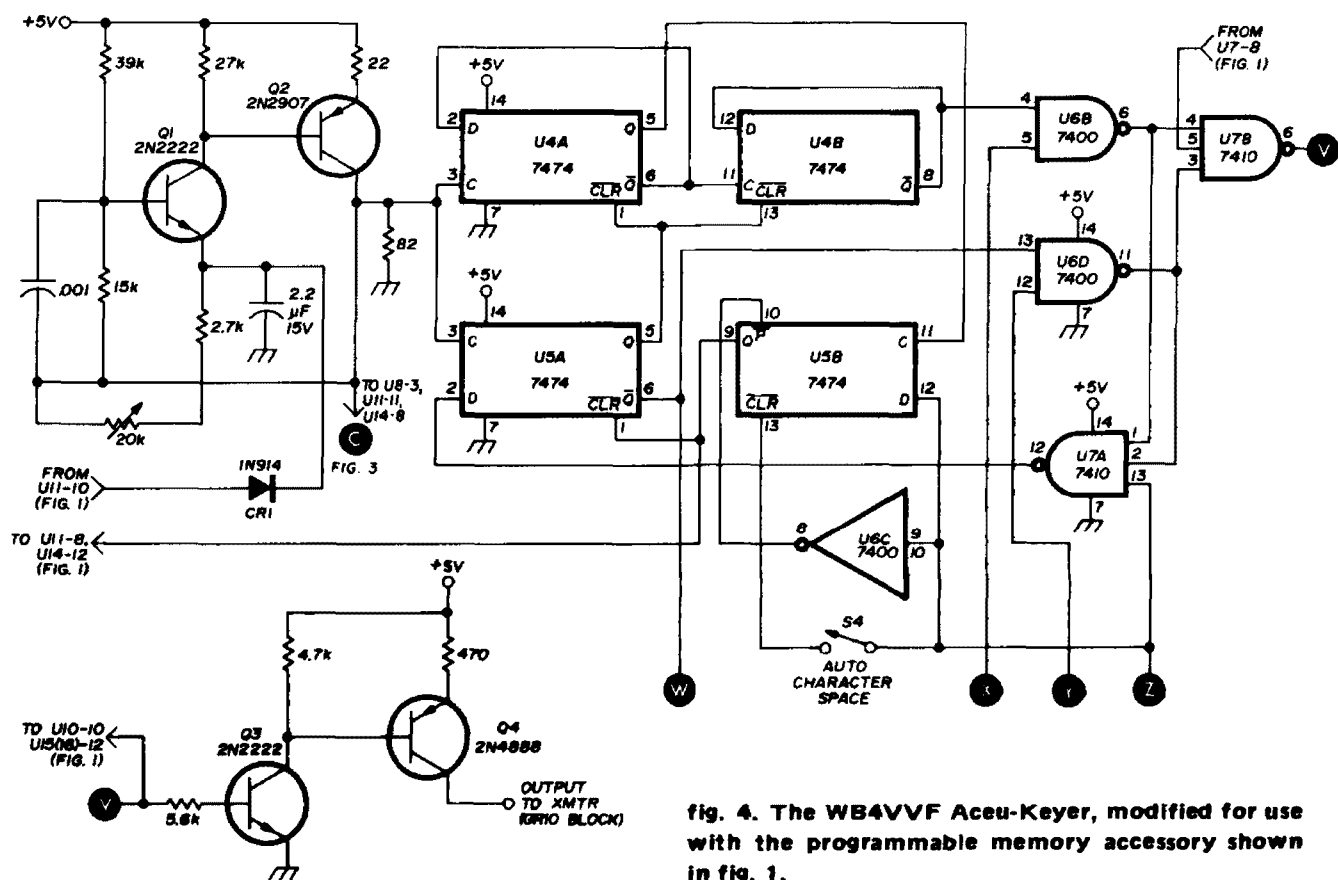 +5V
39k
27k
22
Q2
2N2907
Q1
2N2222
.001
15k
2.7k
2.2
µF
15V
82
20k
TO U8-3,
U11-11,
U14-8
C
FIG. 3
FROM
U11-10
(FIG. 1)
1N914
CR1
TO U11-8,
U14-12
(FIG. 1)
+5V
14
2 D
U4A
7474
Q 5
3 C
CLR Q 6
7
1
12 D
U4B
7474
11 C
CLR
Q 8
13
+5V
14
3 C
U5A
7474
Q 5
2 D
CLR Q 6
7
1
10
9 Q
P
U5B
7474
C 11
D 12
CLR
13
4
5
U6B
7400
6
FROM
U7-8
(FIG. 1)
4
5
3
U7B
7410
6
V
+5V
14
13
12
U6D
7400
11
7
+5V
14
12
U7A
7410
1
2
13
7
8
U6C
7400
9
10
S4
AUTO
CHARACTER
SPACE
W
X
Y
Z
+5V
4.7k
470
TO U10-10
U15(16)-12
(FIG. 1)
V
5.6k
Q3
2N2222
Q4
2N4888
OUTPUT
TO XMTR
(GRID BLOCK)
fig. 4. The WB4VVF Aceu-Keyer, modified for use
with the programmable memory accessory shown
in fig. 1.